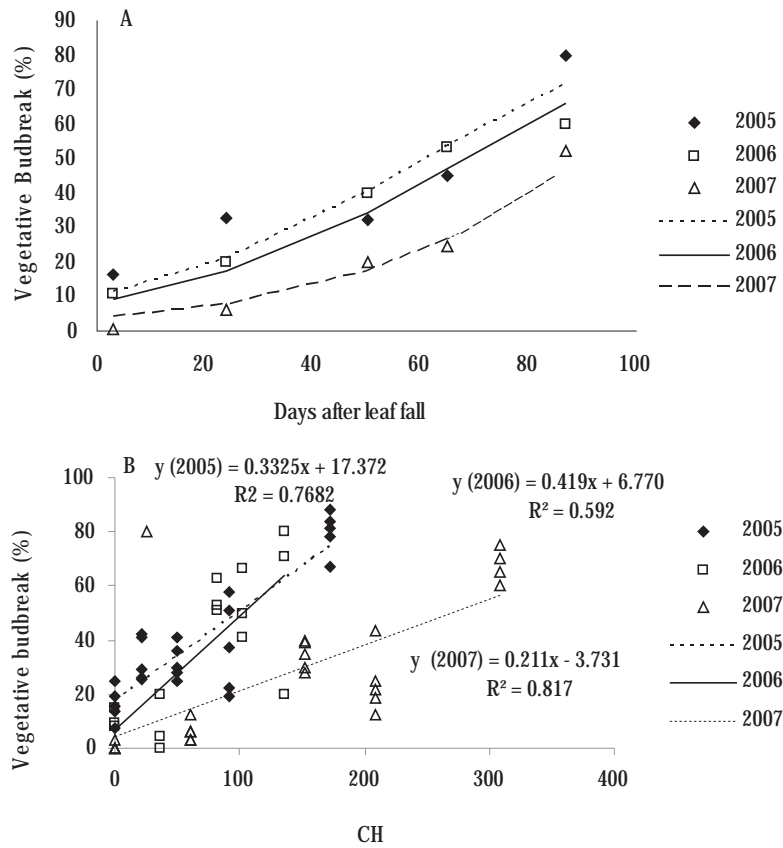 A
Vegetative Budbreak (%)
90
80
70
60
50
40
30
20
10
0
0 20 40 60 80 100
Days after leaf fall
2005
2006
2007
2005
2006
2007
B
y (2005) = 0.3325x + 17.372
R2 = 0.7682
y (2006) = 0.419x + 6.770
R² = 0.592
y (2007) = 0.211x - 3.731
R² = 0.817
Vegetative budbreak (%)
100
80
60
40
20
0
0 100 200 300 400
CH
2005
2006
2007
2005
2006
2007